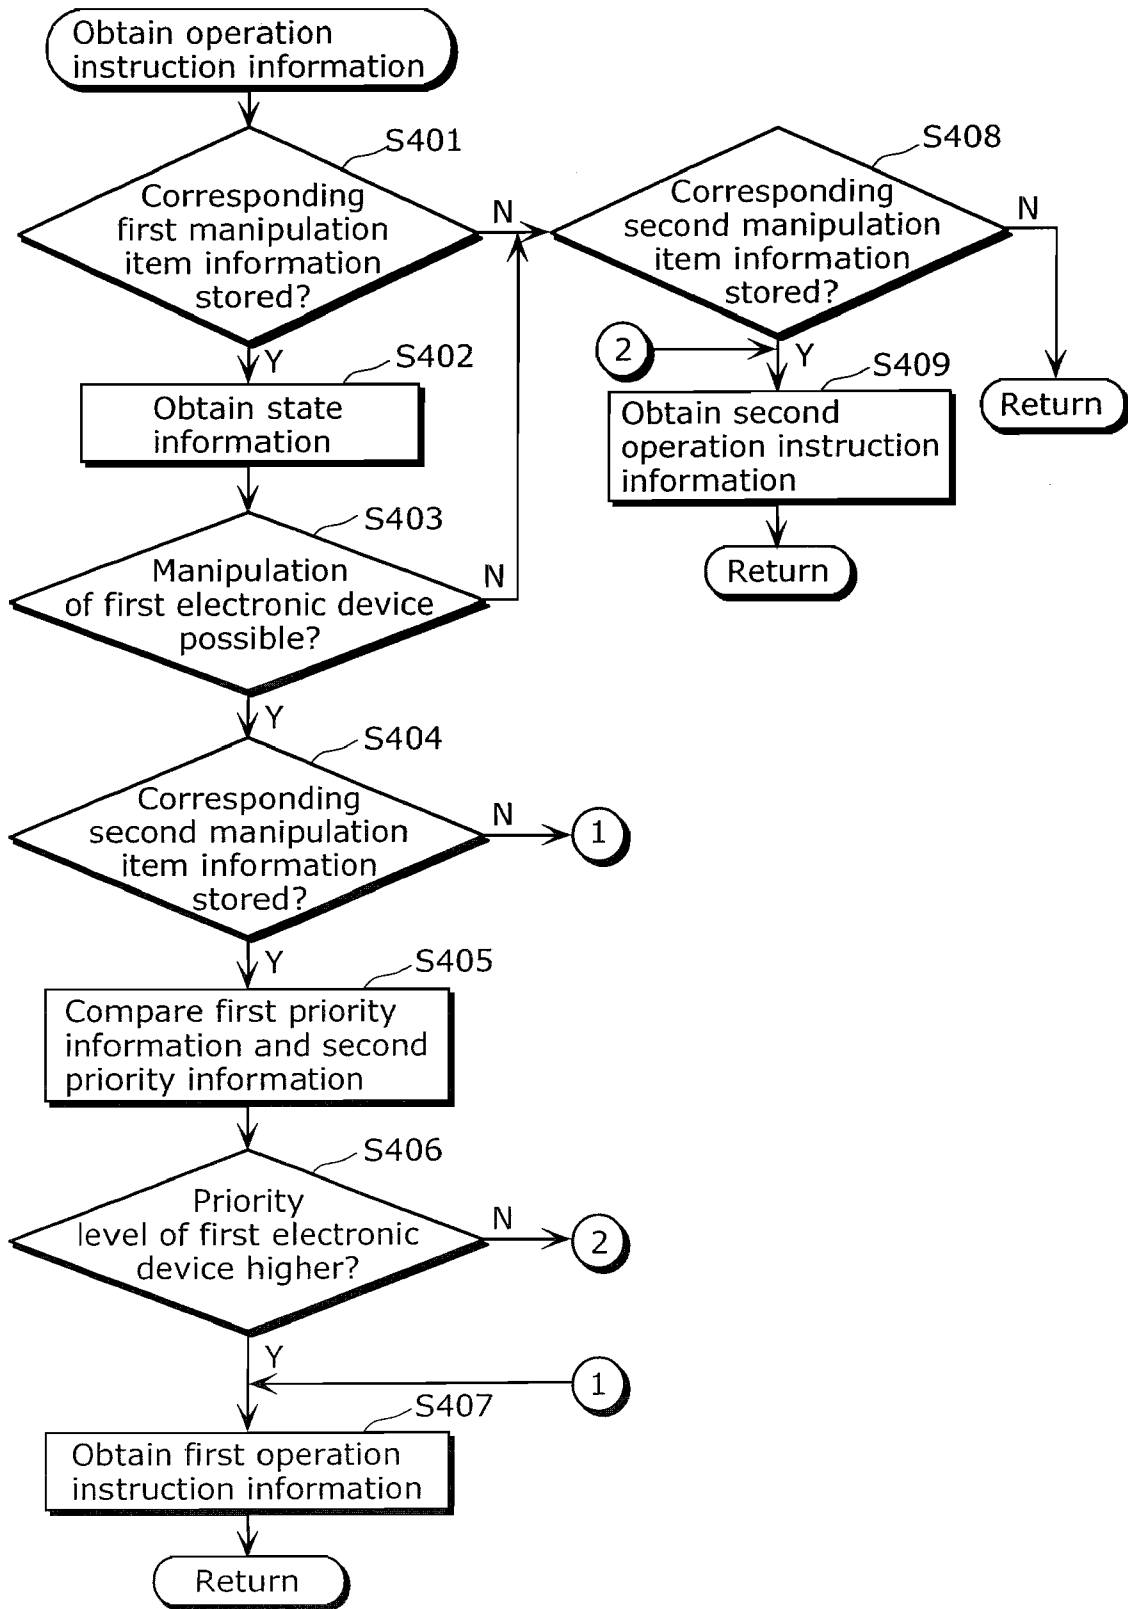 Obtain operation
instruction information
S401
Corresponding
first manipulation
item information
stored?
N
Y
S402
Obtain state
information
S403
Manipulation
of first electronic device
possible?
N
Y
S404
Corresponding
second manipulation
item information
stored?
N
1
Y
S405
Compare first priority
information and second
priority information
S406
Priority
level of first electronic
device higher?
N
2
Y
1
S407
Obtain first operation
instruction information
Return
S408
Corresponding
second manipulation
item information
stored?
N
Return
2
Y
S409
Obtain second
operation instruction
information
Return